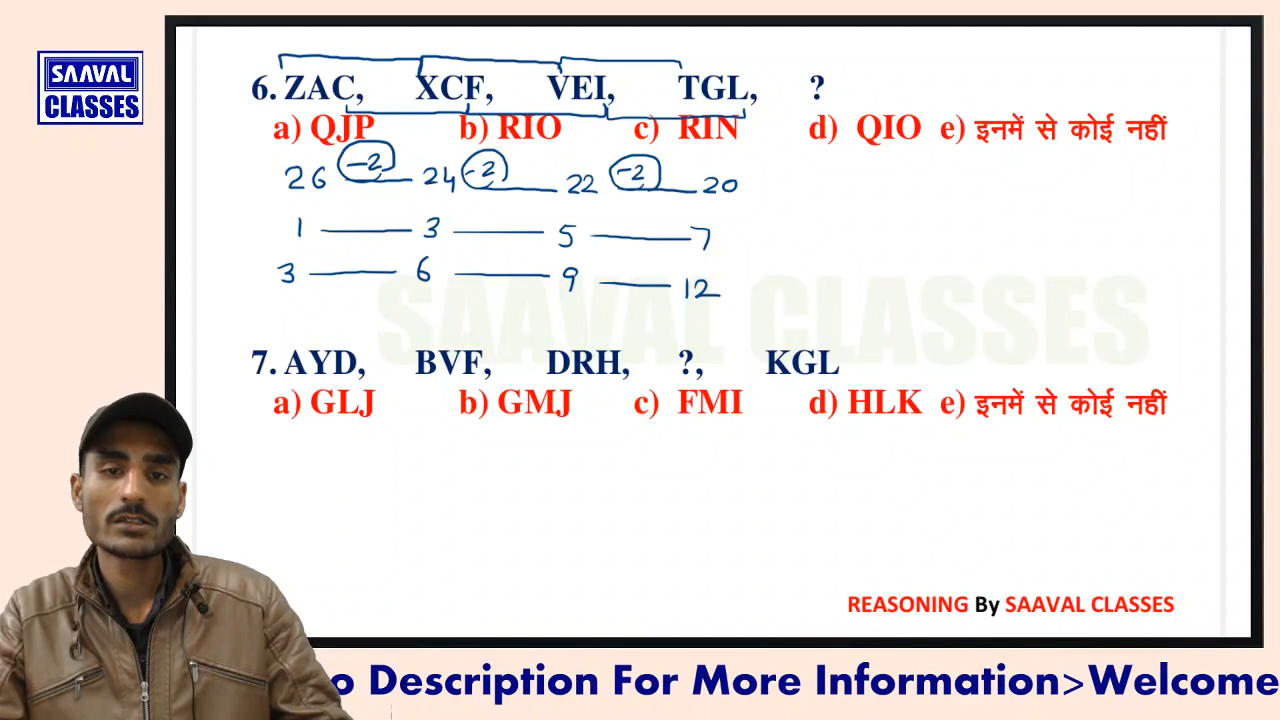 SAAVAL
CLASSES
6. ZAC, XCF, VEI, TGL, ?
a) QJP b) RIO c) RIN d) QIO e) इनमें से कोई नहीं
26 -2 24 -2 22 -2 20
1 3 5 7
3 6 9 12
SAAVAL CLASSES
7. AYD, BVF, DRH, ?, KGL
a) GLJ b) GMJ c) FMI d) HLK e) इनमें से कोई नहीं
REASONING By SAAVAL CLASSES
o Description For More Information>Welcome